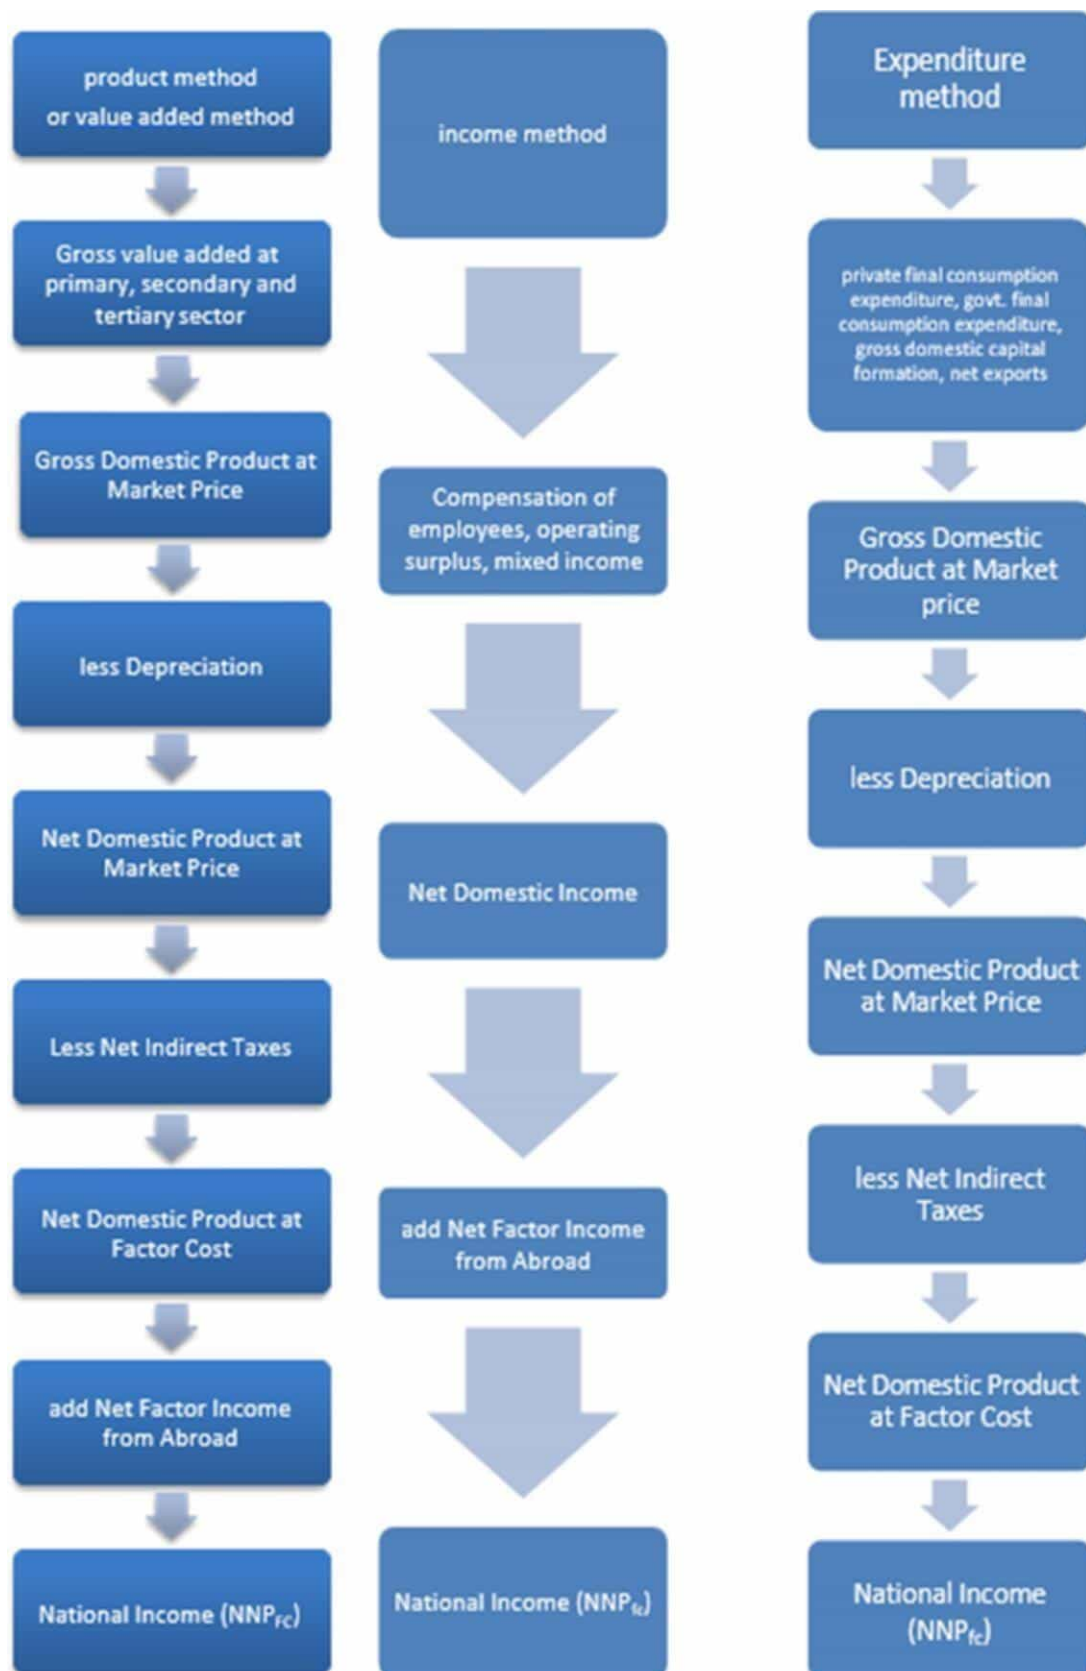 product method
or value added method
Gross value added at
primary, secondary and
tertiary sector
Gross Domestic Product at
Market Price
less Depreciation
Net Domestic Product at
Market Price
Less Net Indirect Taxes
Net Domestic Product at
Factor Cost
add Net Factor Income
from Abroad
National Income (NNP_FC)
income method
Compensation of
employees, operating
surplus, mixed income
Net Domestic Income
add Net Factor Income
from Abroad
National Income (NNP_fc)
Expenditure
method
private final consumption
expenditure, govt. final
consumption expenditure,
gross domestic capital
formation, net exports
Gross Domestic
Product at Market
price
less Depreciation
Net Domestic Product
at Market Price
less Net Indirect
Taxes
Net Domestic Product
at Factor Cost
National Income
(NNP_fc)